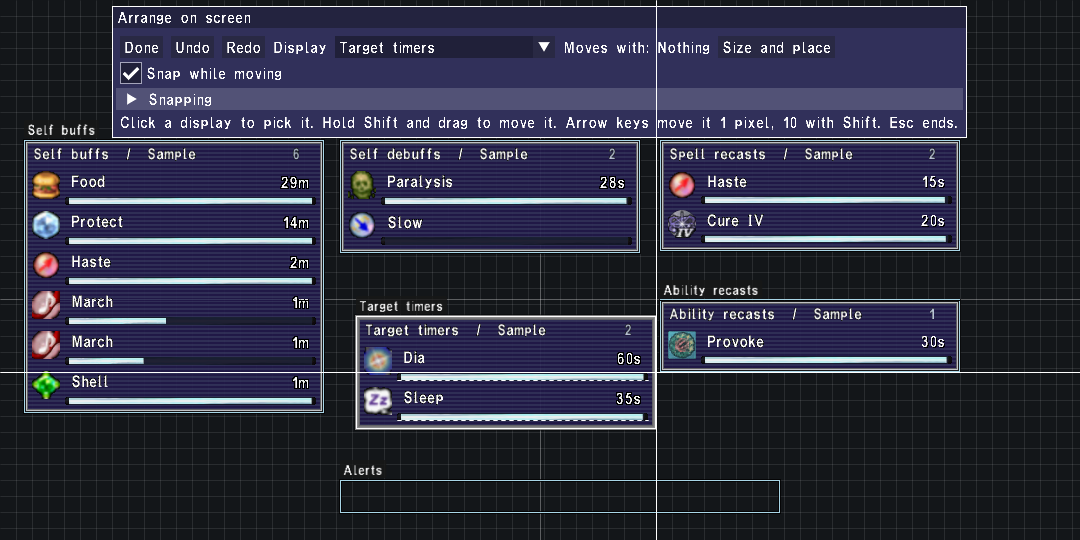 Arrange on screen
Done Undo Redo Display Target timers Moves with: Nothing Size and place
Snap while moving
Snapping
Click a display to pick it. Hold Shift and drag to move it. Arrow keys move it 1 pixel, 10 with Shift. Esc ends.
Self buffs
Self buffs / Sample 6
Food 29m
Protect 14m
Haste 2m
March 1m
March 1m
Shell 1m
Self debuffs / Sample 2
Paralysis 28s
Slow
Spell recasts / Sample 2
Haste 15s
IV Cure IV 20s
Target timers
Target timers / Sample 2
Dia 60s
Zz Sleep 35s
Ability recasts
Ability recasts / Sample 1
Provoke 30s
Alerts